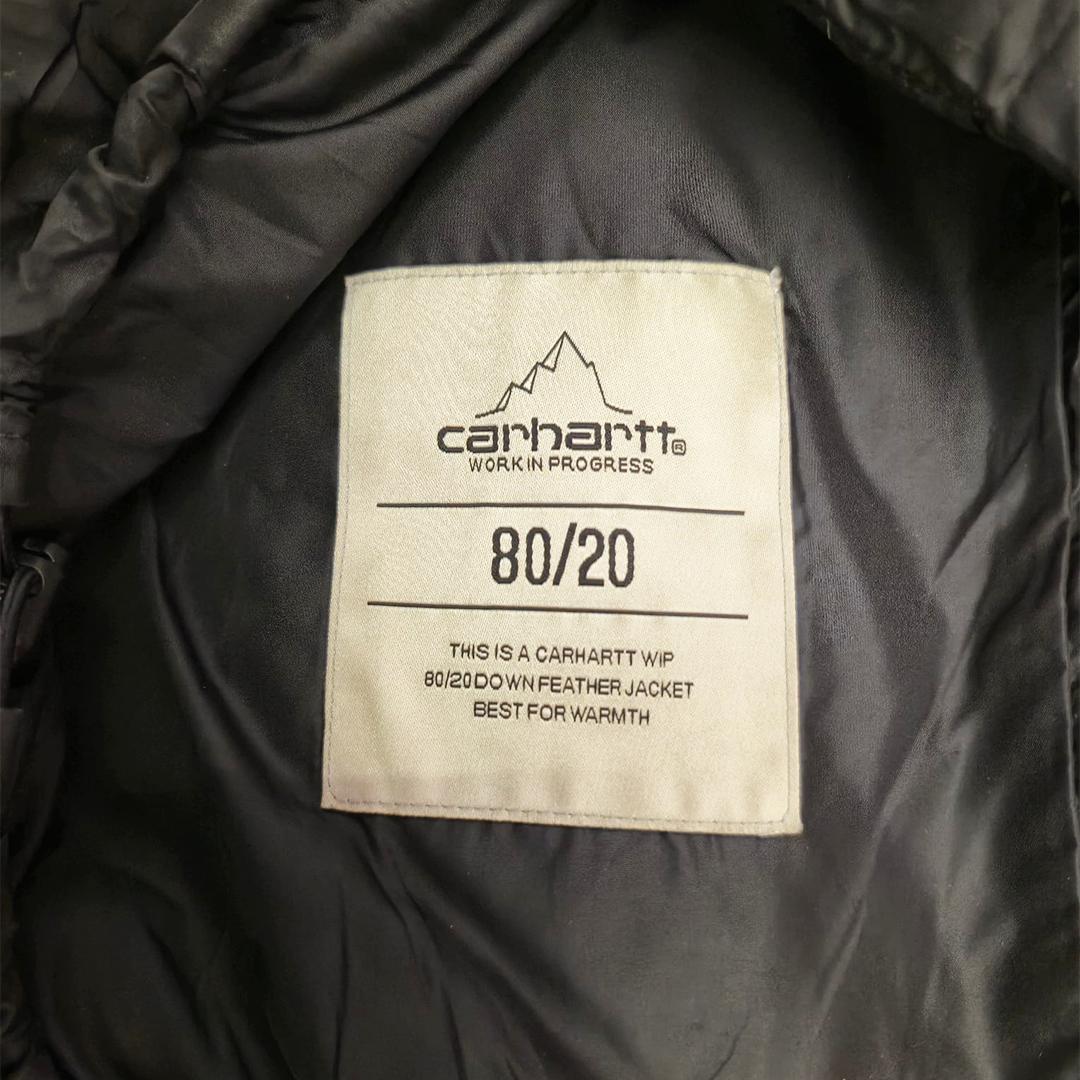 carhartt®
WORK IN PROGRESS
80/20
THIS IS A CARHARTT WIP
80/20 DOWN FEATHER JACKET
BEST FOR WARMTH